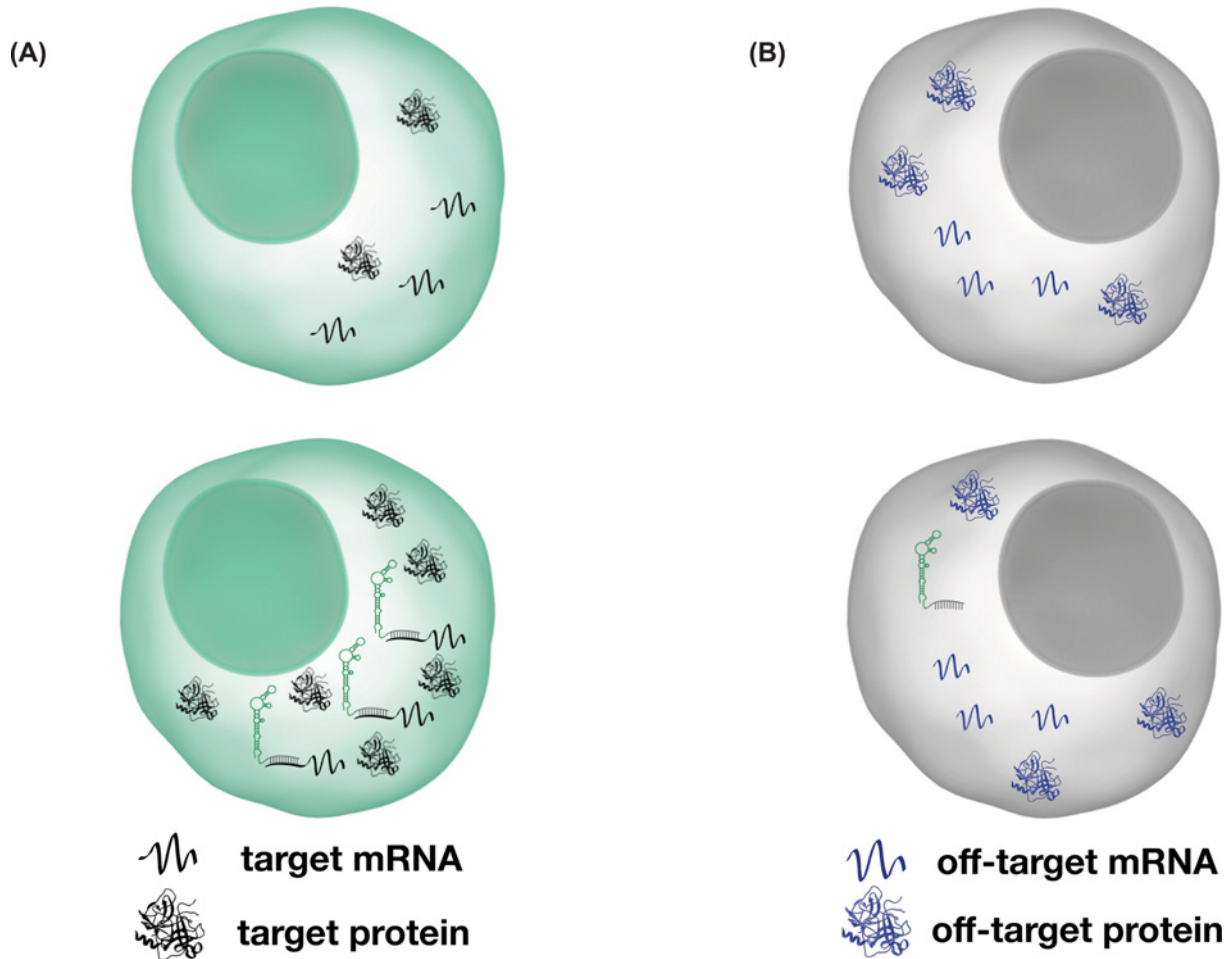 (A)
(B)
target mRNA
target protein
off-target mRNA
off-target protein